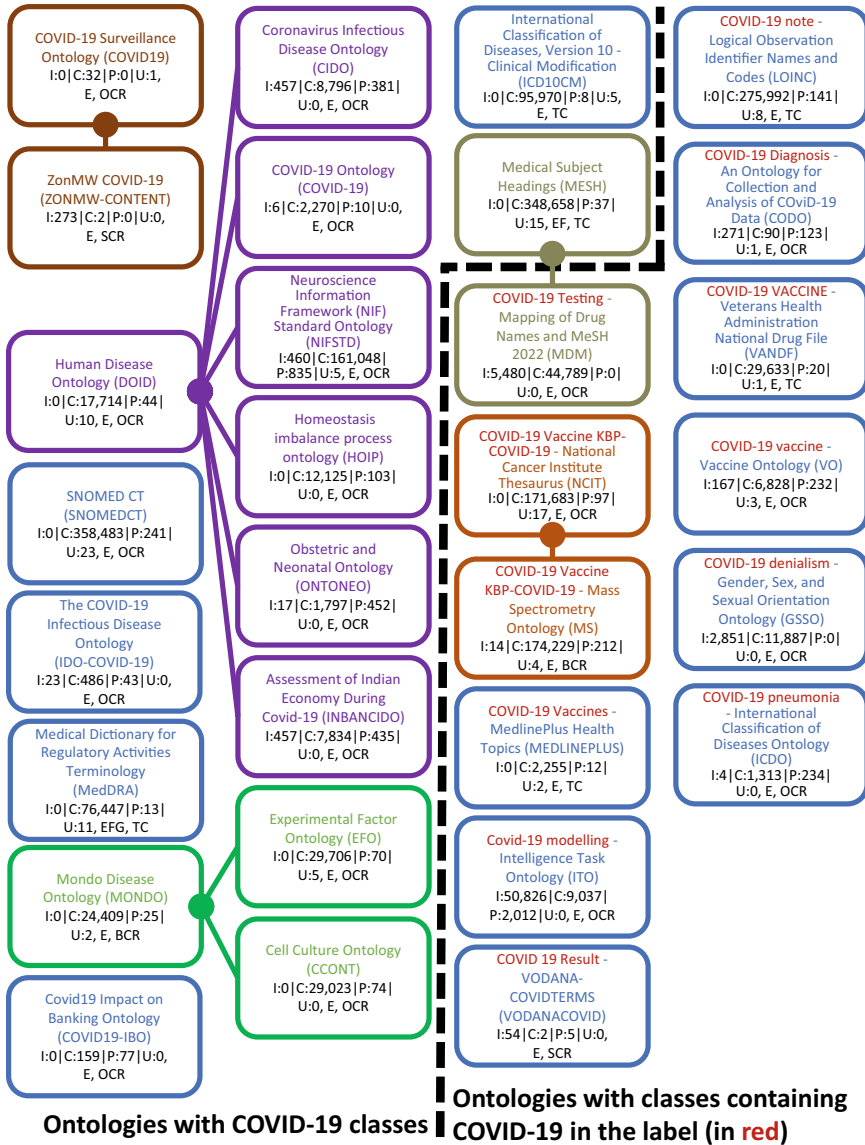 COVID-19 Surveillance
Ontology (COVID19)
I:0|C:32|P:0|U:1,
E, OCR
ZonMW COVID-19
(ZONMW-CONTENT)
I:273|C:2|P:0|U:0,
E, SCR
Human Disease
Ontology (DOID)
I:0|C:17,714|P:44|
U:10, E, OCR
SNOMED CT
(SNOMEDCT)
I:0|C:358,483|P:241|
U:23, E, OCR
The COVID-19
Infectious Disease
Ontology
(IDO-COVID-19)
I:23|C:486|P:43|U:0,
E, OCR
Medical Dictionary for
Regulatory Activities
Terminology
(MedDRA)
I:0|C:76,447|P:13|
U:11, EFG, TC
Mondo Disease
Ontology (MONDO)
I:0|C:24,409|P:25|
U:2, E, BCR
Covid19 Impact on
Banking Ontology
(COVID19-IBO)
I:0|C:159|P:77|U:0,
E, OCR
Coronavirus Infectious
Disease Ontology
(CIDO)
I:457|C:8,796|P:381|
U:0, E, OCR
COVID-19 Ontology
(COVID-19)
I:6|C:2,270|P:10|U:0,
E, OCR
Neuroscience
Information
Framework (NIF)
Standard Ontology
(NIFSTD)
I:460|C:161,048|
P:835|U:5, E, OCR
Homeostasis
imbalance process
ontology (HOIP)
I:0|C:12,125|P:103|
U:0, E, OCR
Obstetric and
Neonatal Ontology
(ONTONEO)
I:17|C:1,797|P:452|
U:0, E, OCR
Assessment of Indian
Economy During
Covid-19 (INBANCIDO)
I:457|C:7,834|P:435|
U:0, E, OCR
Experimental Factor
Ontology (EFO)
I:0|C:29,706|P:70|
U:5, E, OCR
Cell Culture Ontology
(CCONT)
I:0|C:29,023|P:74|
U:0, E, OCR
Ontologies with COVID-19 classes
International
Classification of
Diseases, Version 10 -
Clinical Modification
(ICD10CM)
I:0|C:95,970|P:8|U:5,
E, TC
Medical Subject
Headings (MESH)
I:0|C:348,658|P:37|
U:15, EF, TC
COVID-19 Testing -
Mapping of Drug
Names and MeSH
2022 (MDM)
I:5,480|C:44,789|P:0|
U:0, E, OCR
COVID-19 Vaccine KBP-
COVID-19 - National
Cancer Institute
Thesaurus (NCIT)
I:0|C:171,683|P:97|
U:17, E, OCR
COVID-19 Vaccine
KBP-COVID-19 - Mass
Spectrometry
Ontology (MS)
I:14|C:174,229|P:212|
U:4, E, BCR
COVID-19 Vaccines -
MedlinePlus Health
Topics (MEDLINEPLUS)
I:0|C:2,255|P:12|
U:2, E, TC
Covid-19 modelling -
Intelligence Task
Ontology (ITO)
I:50,826|C:9,037|
P:2,012|U:0, E, OCR
COVID 19 Result -
VODANA-
COVIDTERMS
(VODANACOVID)
I:54|C:2|P:5|U:0,
E, SCR
COVID-19 note -
Logical Observation
Identifier Names and
Codes (LOINC)
I:0|C:275,992|P:141|
U:8, E, TC
COVID-19 Diagnosis -
An Ontology for
Collection and
Analysis of COviD-19
Data (CODO)
I:271|C:90|P:123|
U:1, E, OCR
COVID-19 VACCINE -
Veterans Health
Administration
National Drug File
(VANDF)
I:0|C:29,633|P:20|
U:1, E, TC
COVID-19 vaccine -
Vaccine Ontology (VO)
I:167|C:6,828|P:232|
U:3, E, OCR
COVID-19 denialism -
Gender, Sex, and
Sexual Orientation
Ontology (GSSO)
I:2,851|C:11,887|P:0|
U:0, E, OCR
COVID-19 pneumonia
- International
Classification of
Diseases Ontology
(ICDO)
I:4|C:1,313|P:234|
U:0, E, OCR
Ontologies with classes containing
COVID-19 in the label (in red)